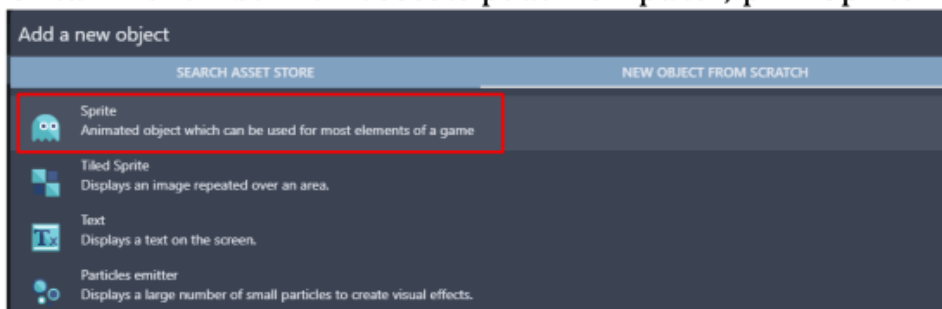 Add a new object
SEARCH ASSET STORE
NEW OBJECT FROM SCRATCH
Sprite
Animated object which can be used for most elements of a game
Tiled Sprite
Displays an image repeated over an area.
Text
Tx
Displays a text on the screen.
Particles emitter
Displays a large number of small particles to create visual effects.